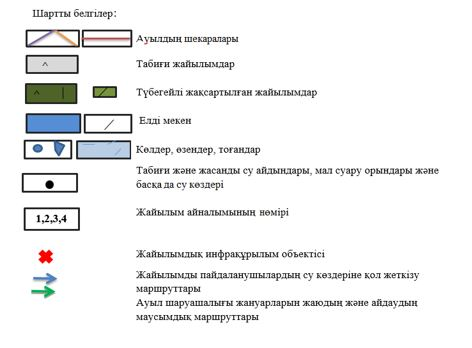 Шартты белгілер:
Ауылдың шекаралары
Табиғи жайылымдар
Түбегейлі жақсартылған жайылымдар
Елді мекен
Көлдер, өзендер, тоғандар
Табиғи және жасанды су айдындары, мал суару орындары және
басқа да су көздері
1,2,3,4 Жайылым айналымының нөмірі
Жайылымдық инфрақұрылым объектісі
Жайылымды пайдаланушылардың су көздеріне қол жеткізу
маршруттары
Ауыл шаруашалығы жануарларын жаюдың және айдаудың
маусымдық маршруттары